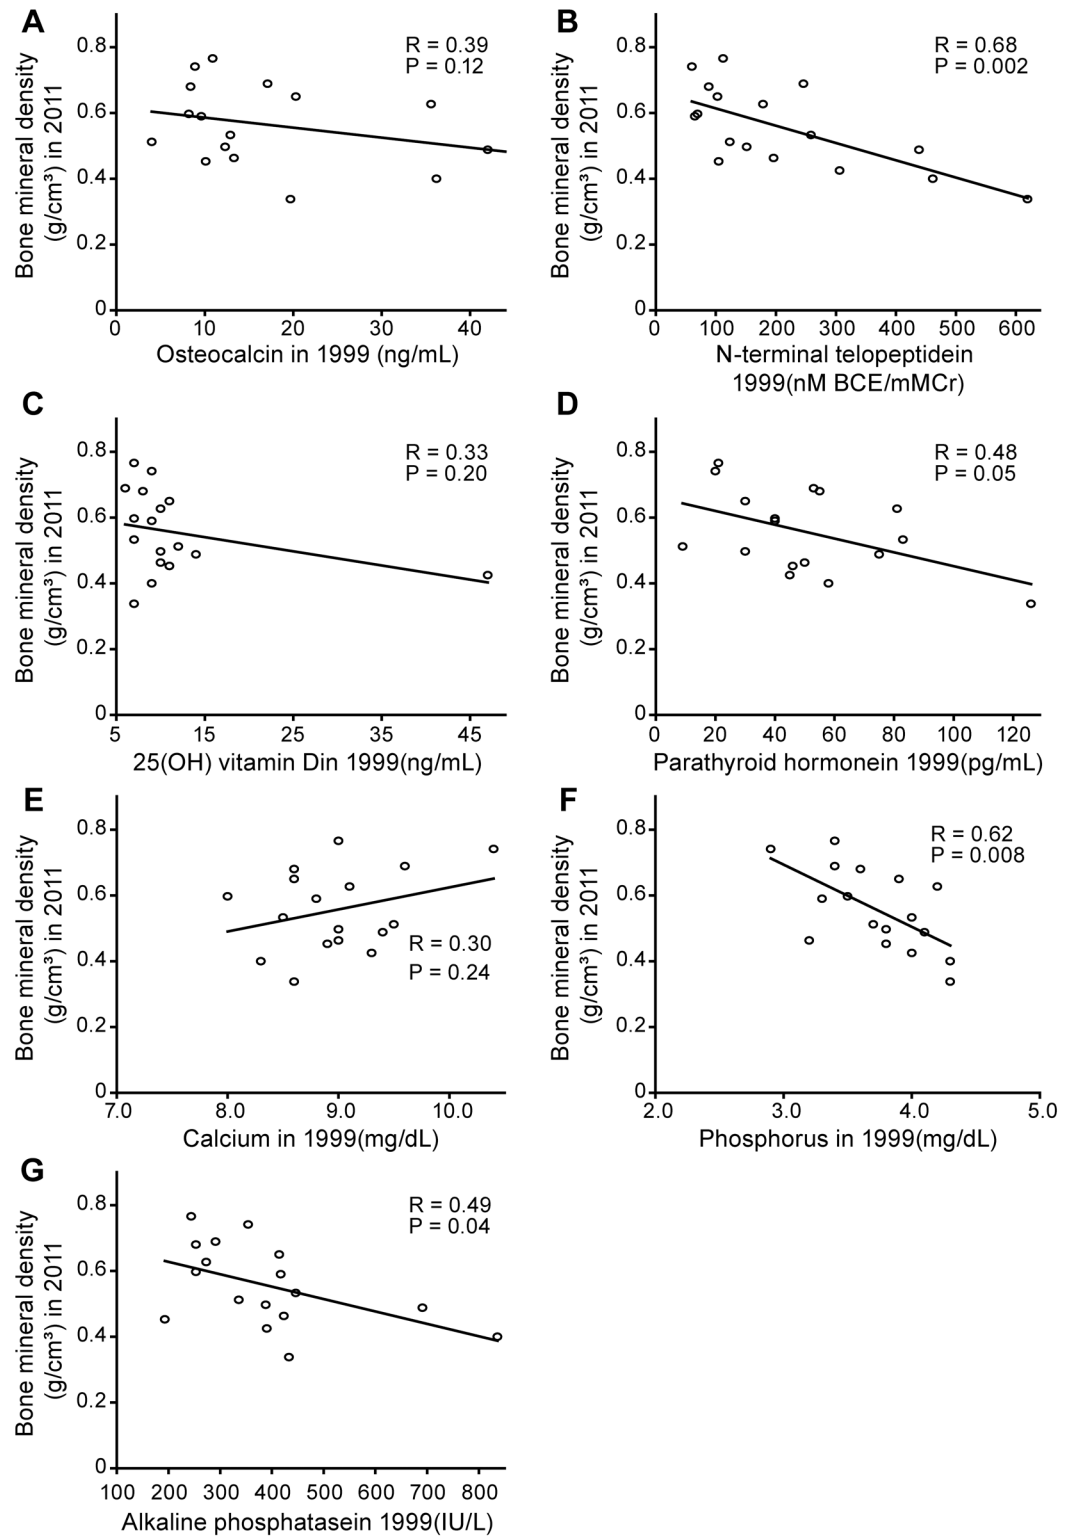 A
Bone mineral density
(g/cm³) in 2011
0.8
0.6
0.4
0.2
0
R = 0.39
P = 0.12
0 10 20 30 40
Osteocalcin in 1999 (ng/mL)
B
Bone mineral density
(g/cm³) in 2011
0.8
0.6
0.4
0.2
0
R = 0.68
P = 0.002
0 100 200 300 400 500 600
N-terminal telopeptidein
1999(nM BCE/mMCr)
C
Bone mineral density
(g/cm³) in 2011
0.8
0.6
0.4
0.2
0
R = 0.33
P = 0.20
5 15 25 35 45
25(OH) vitamin Din 1999(ng/mL)
D
Bone mineral density
(g/cm³) in 2011
0.8
0.6
0.4
0.2
0
R = 0.48
P = 0.05
0 20 40 60 80 100 120
Parathyroid hormonein 1999(pg/mL)
E
Bone mineral density
(g/cm³) in 2011
0.8
0.6
0.4
0.2
0
R = 0.30
P = 0.24
7.0 8.0 9.0 10.0
Calcium in 1999(mg/dL)
F
Bone mineral density
(g/cm³) in 2011
0.8
0.6
0.4
0.2
0
R = 0.62
P = 0.008
2.0 3.0 4.0 5.0
Phosphorus in 1999(mg/dL)
G
Bone mineral density
(g/cm³) in 2011
0.8
0.6
0.4
0.2
0
R = 0.49
P = 0.04
100 200 300 400 500 600 700 800
Alkaline phosphatasein 1999(IU/L)